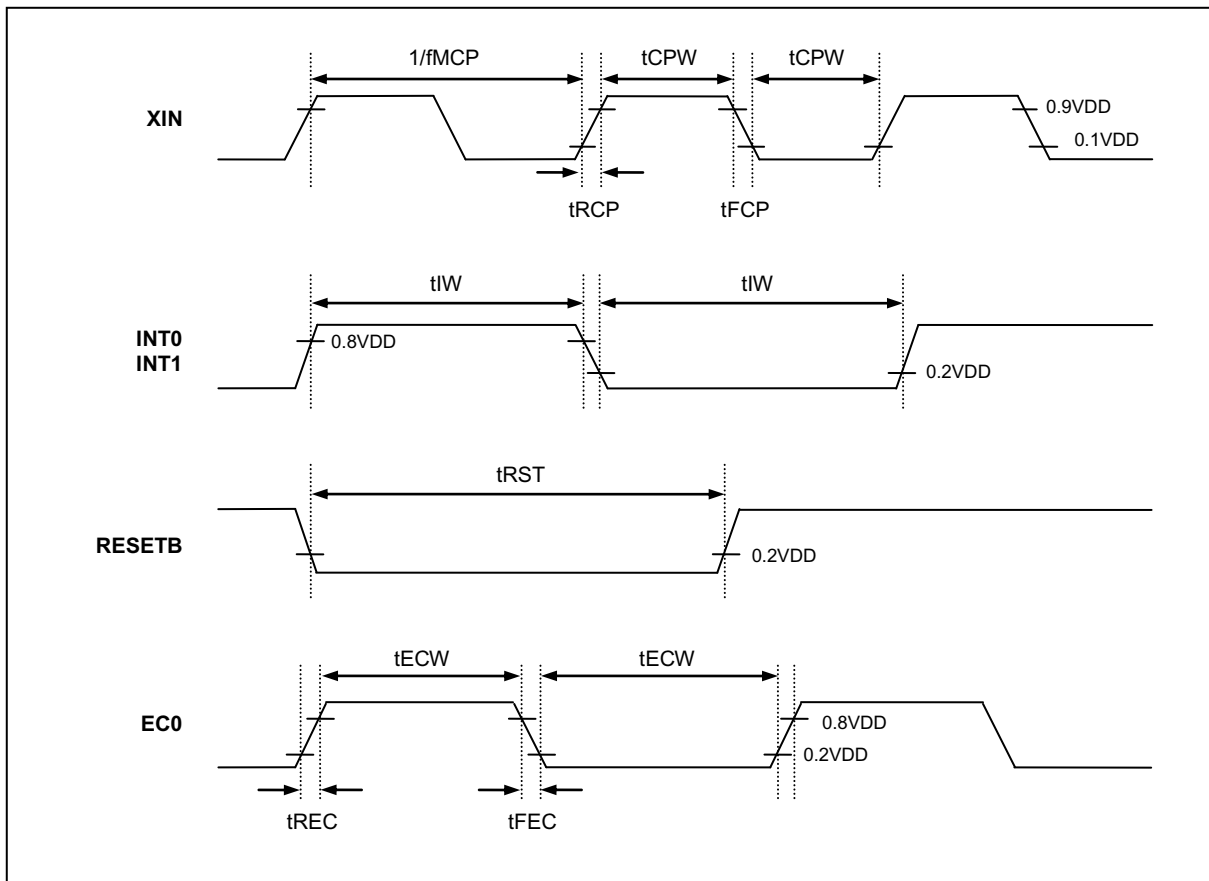 1/fMCP
tCPW
tCPW
XIN
0.9VDD
0.1VDD
tRCP
tFCP
tIW
tIW
INT0
INT1
0.8VDD
0.2VDD
tRST
RESETB
0.2VDD
tECW
tECW
EC0
0.8VDD
0.2VDD
tREC
tFEC